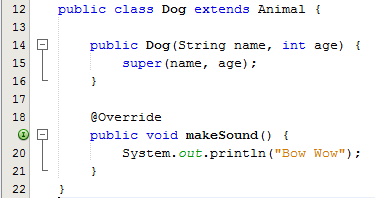 12 public class Dog extends Animal {
13
14 public Dog(String name, int age) {
15 super(name, age);
16 }
17
18 @Override
public void makeSound() {
20 System.out.println("Bow Wow");
21 }
22 }